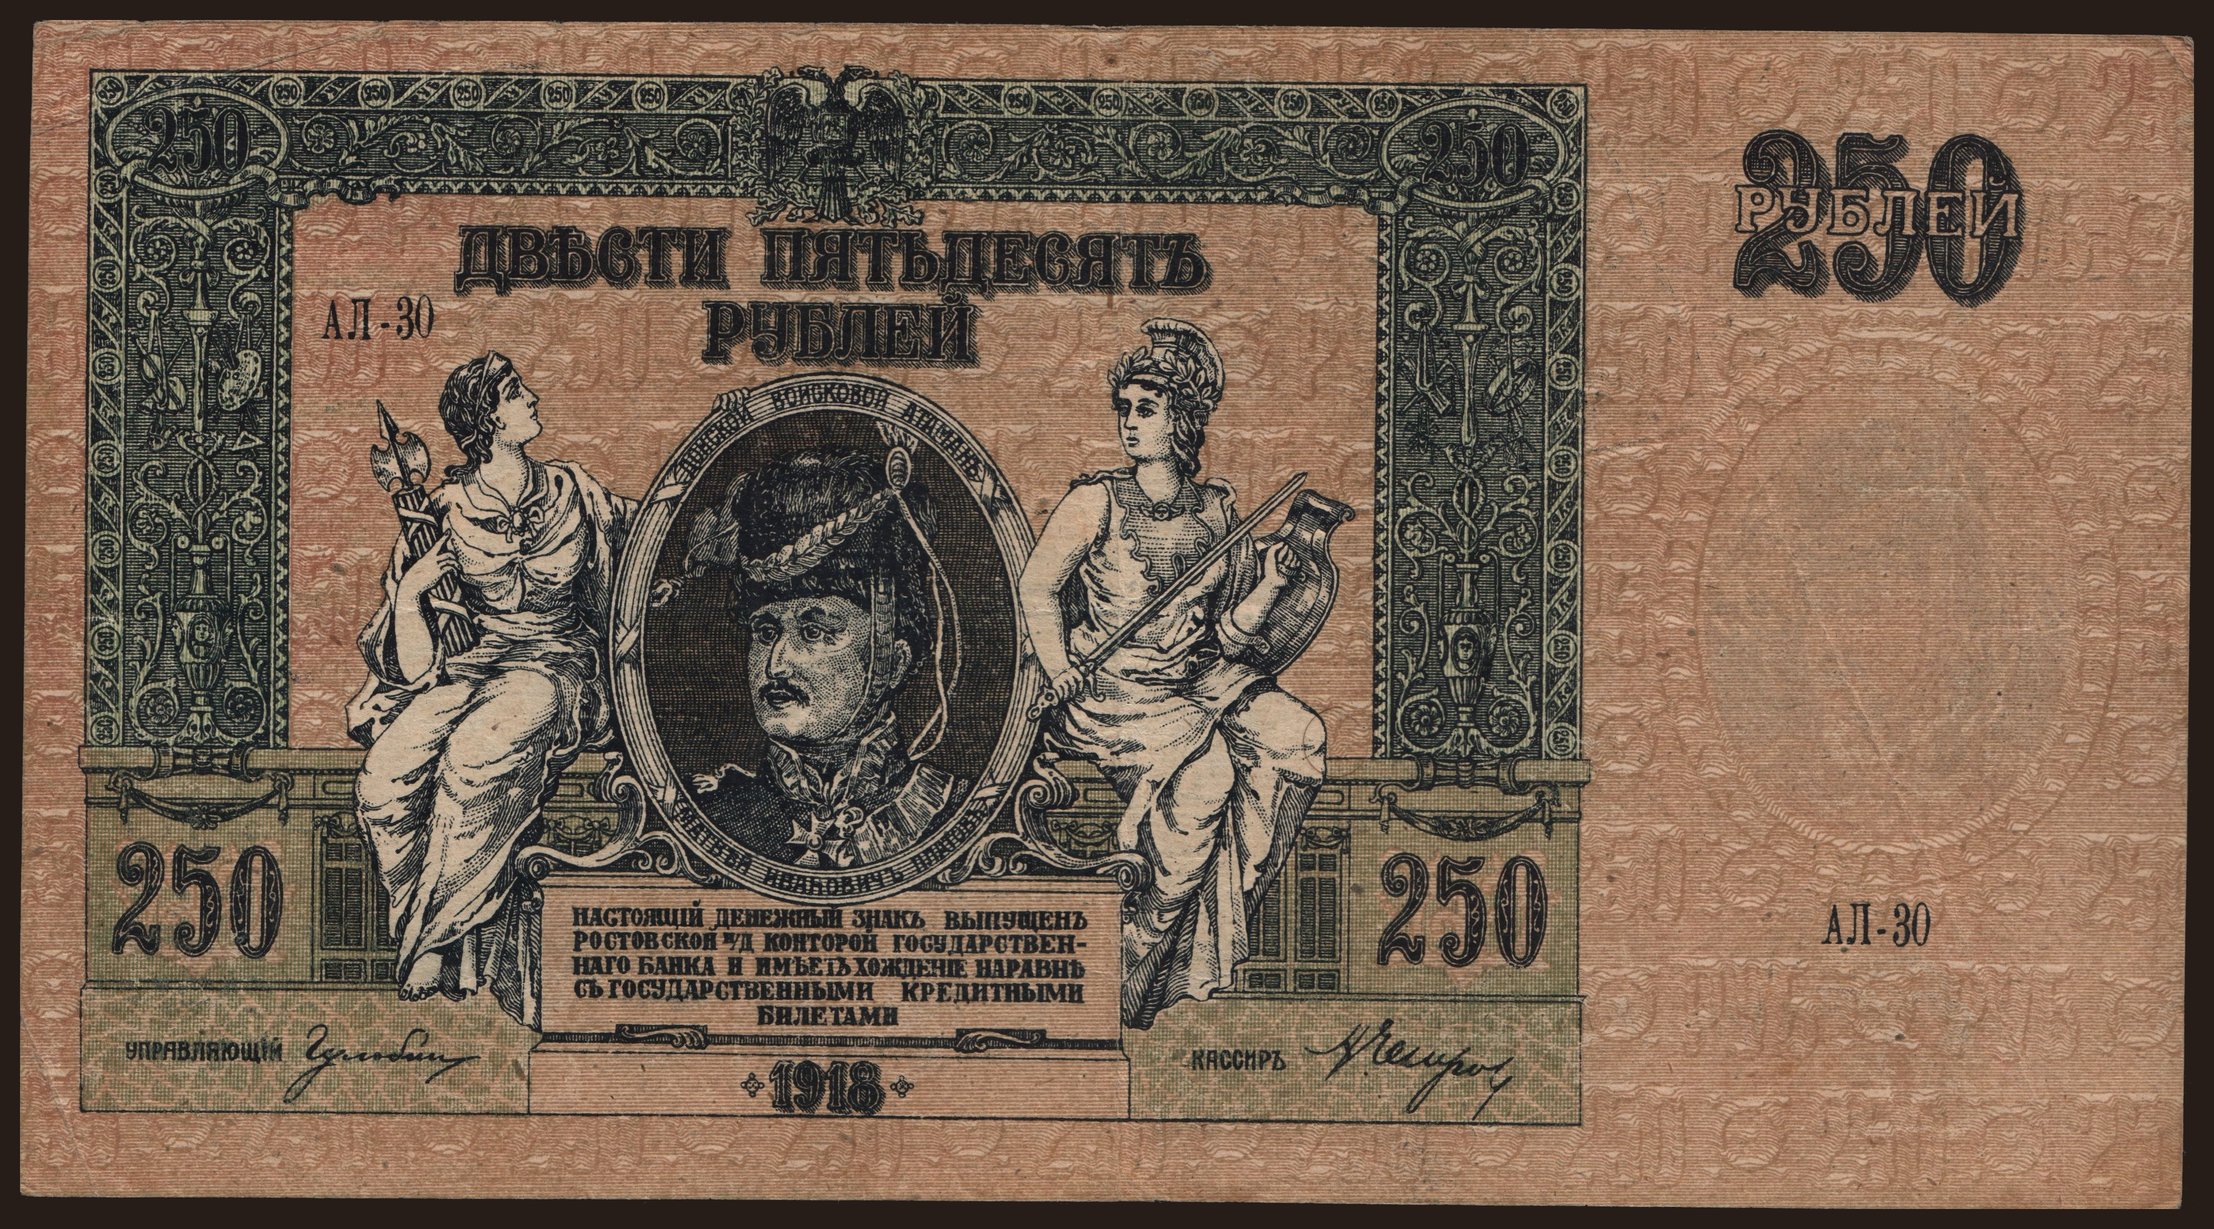 250
250
ДВѢСТИ ПЯТЬДЕСЯТЪ
РУБЛЕЙ
250
РУБЛЕЙ
АЛ-30
ДОНСКОЙ ВОЙСКОВОЙ АТАМАНЪ
МАТВѢЙ ИВАНОВИЧЪ ПЛАТОВЪ
250
250
НАСТОЯЩІЙ ДЕНЕЖНЫЙ ЗНАКЪ ВЫПУЩЕНЪ
РОСТОВСКОЙ Н/Д КОНТОРОЙ ГОСУДАРСТВЕН-
НАГО БАНКА И ИМѢЕТЪ ХОЖДЕНІЕ НАРАВНѢ
СЪ ГОСУДАРСТВЕННЫМИ КРЕДИТНЫМИ
БИЛЕТАМИ
АЛ-30
УПРАВЛЯЮЩІЙ
КАССИРЪ
1918